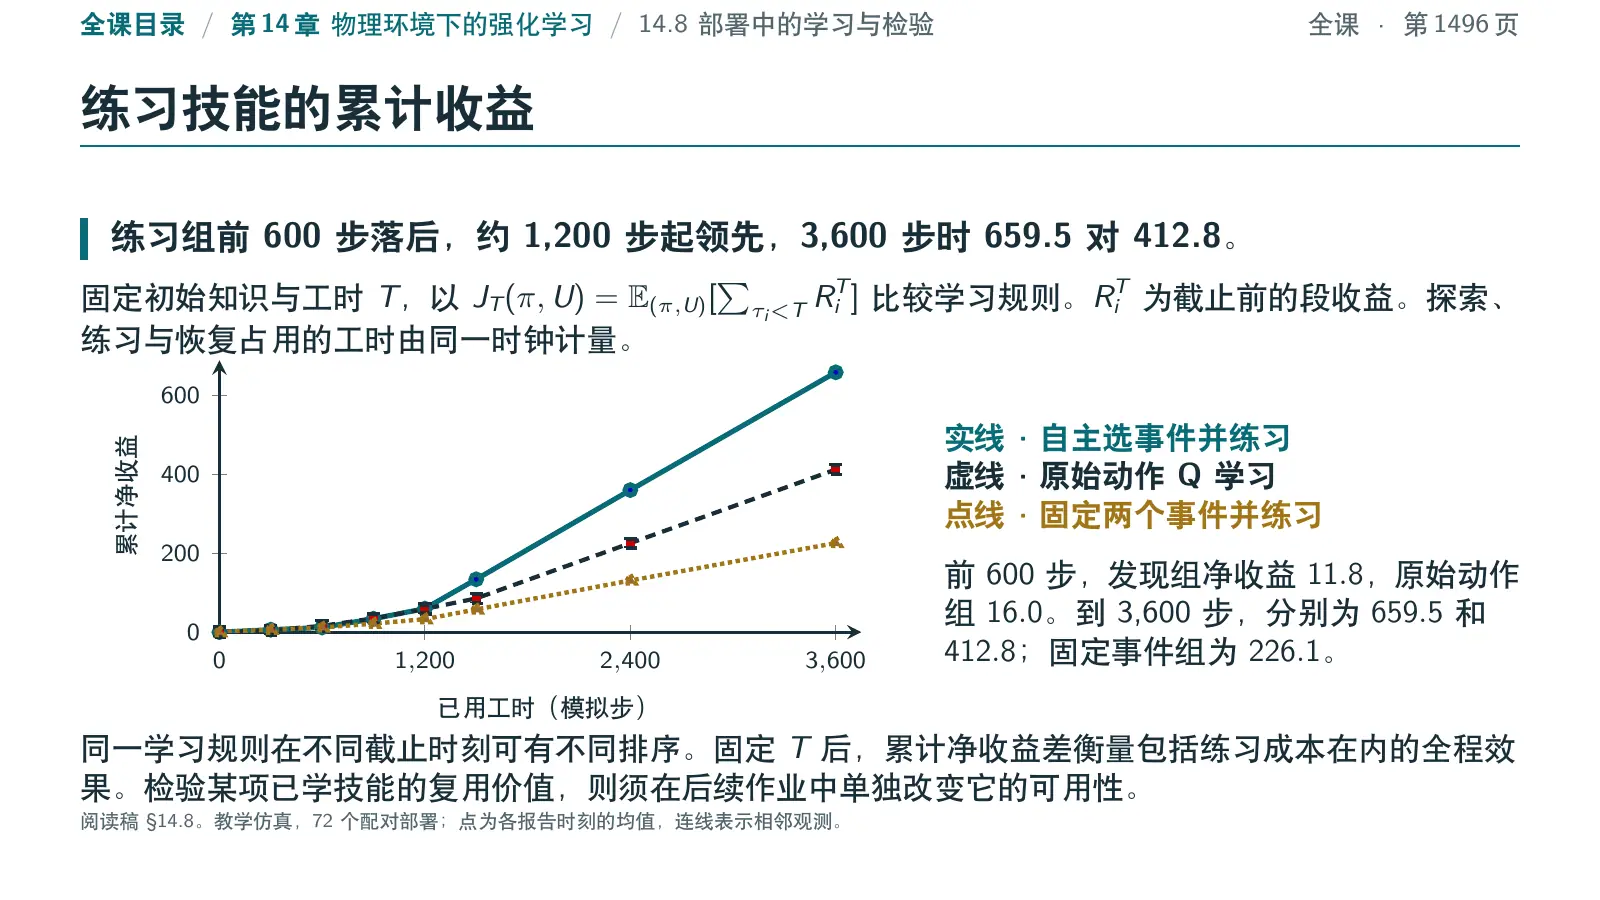 全课目录 / 第 14 章 物理环境下的强化学习 / 14.8 部署中的学习与检验
全课 · 第 1496 页
练习技能的累计收益
练习组前 600 步落后，约 1,200 步起领先，3,600 步时 659.5 对 412.8。
固定初始知识与工时 T，以 J_T(π, U) = 𝔼_{(π,U)}[∑_{τ_i<T} R_i^T] 比较学习规则。R_i^T 为截止前的段收益。探索、
练习与恢复占用的工时由同一时钟计量。
累计净收益
600
400
200
0
0 1,200 2,400 3,600
已用工时（模拟步）
实线 · 自主选事件并练习
虚线 · 原始动作 Q 学习
点线 · 固定两个事件并练习
前 600 步，发现组净收益 11.8，原始动作
组 16.0。到 3,600 步，分别为 659.5 和
412.8；固定事件组为 226.1。
同一学习规则在不同截止时刻可有不同排序。固定 T 后，累计净收益差衡量包括练习成本在内的全程效
果。检验某项已学技能的复用价值，则须在后续作业中单独改变它的可用性。
阅读稿 §14.8。教学仿真，72 个配对部署；点为各报告时刻的均值，连线表示相邻观测。